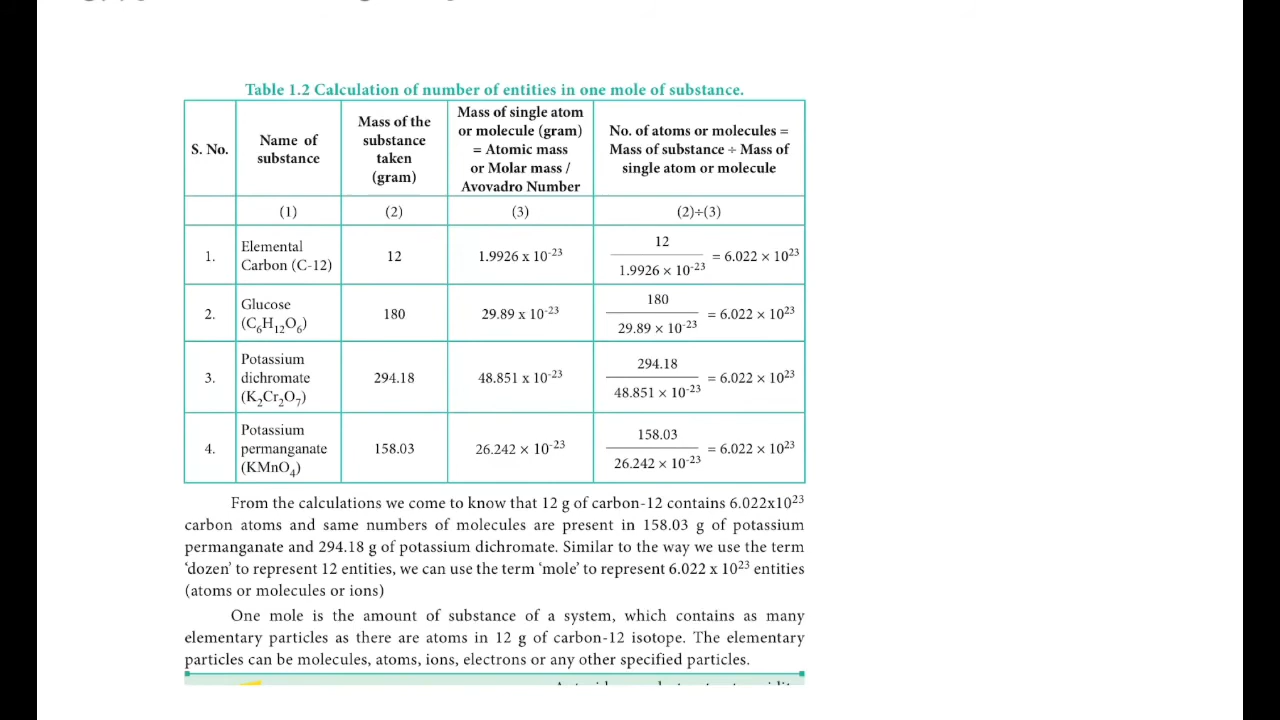 Table 1.2 Calculation of number of entities in one mole of substance.
S. No.
Name of
substance
Mass of the
substance
taken
(gram)
Mass of single atom
or molecule (gram)
= Atomic mass
or Molar mass /
Avovadro Number
No. of atoms or molecules =
Mass of substance ÷ Mass of
single atom or molecule
(1)
(2)
(3)
(2)÷(3)
1.
Elemental
Carbon (C-12)
12
1.9926 x 10⁻²³
12
1.9926 × 10⁻²³
= 6.022 × 10²³
2.
Glucose
(C₆H₁₂O₆)
180
29.89 x 10⁻²³
180
29.89 × 10⁻²³
= 6.022 × 10²³
3.
Potassium
dichromate
(K₂Cr₂O₇)
294.18
48.851 x 10⁻²³
294.18
48.851 × 10⁻²³
= 6.022 × 10²³
4.
Potassium
permanganate
(KMnO₄)
158.03
26.242 × 10⁻²³
158.03
26.242 × 10⁻²³
= 6.022 × 10²³
From the calculations we come to know that 12 g of carbon-12 contains 6.022x10²³
carbon atoms and same numbers of molecules are present in 158.03 g of potassium
permanganate and 294.18 g of potassium dichromate. Similar to the way we use the term
‘dozen’ to represent 12 entities, we can use the term ‘mole’ to represent 6.022 x 10²³ entities
(atoms or molecules or ions)
One mole is the amount of substance of a system, which contains as many
elementary particles as there are atoms in 12 g of carbon-12 isotope. The elementary
particles can be molecules, atoms, ions, electrons or any other specified particles.